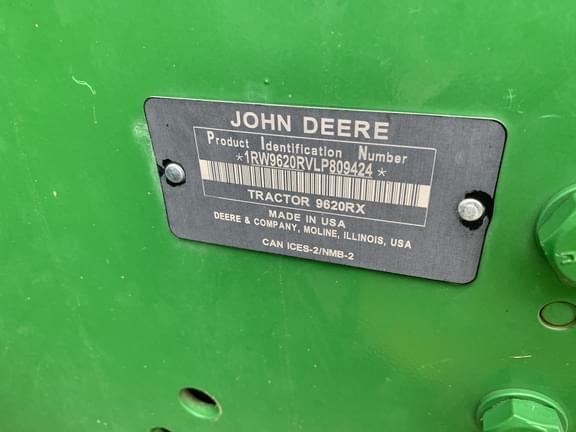 JOHN DEERE
Product Identification Number
*1RW9620RVLP809424*
TRACTOR 9620RX
MADE IN USA
DEERE & COMPANY, MOLINE, ILLINOIS, USA
CAN ICES-2/NMB-2